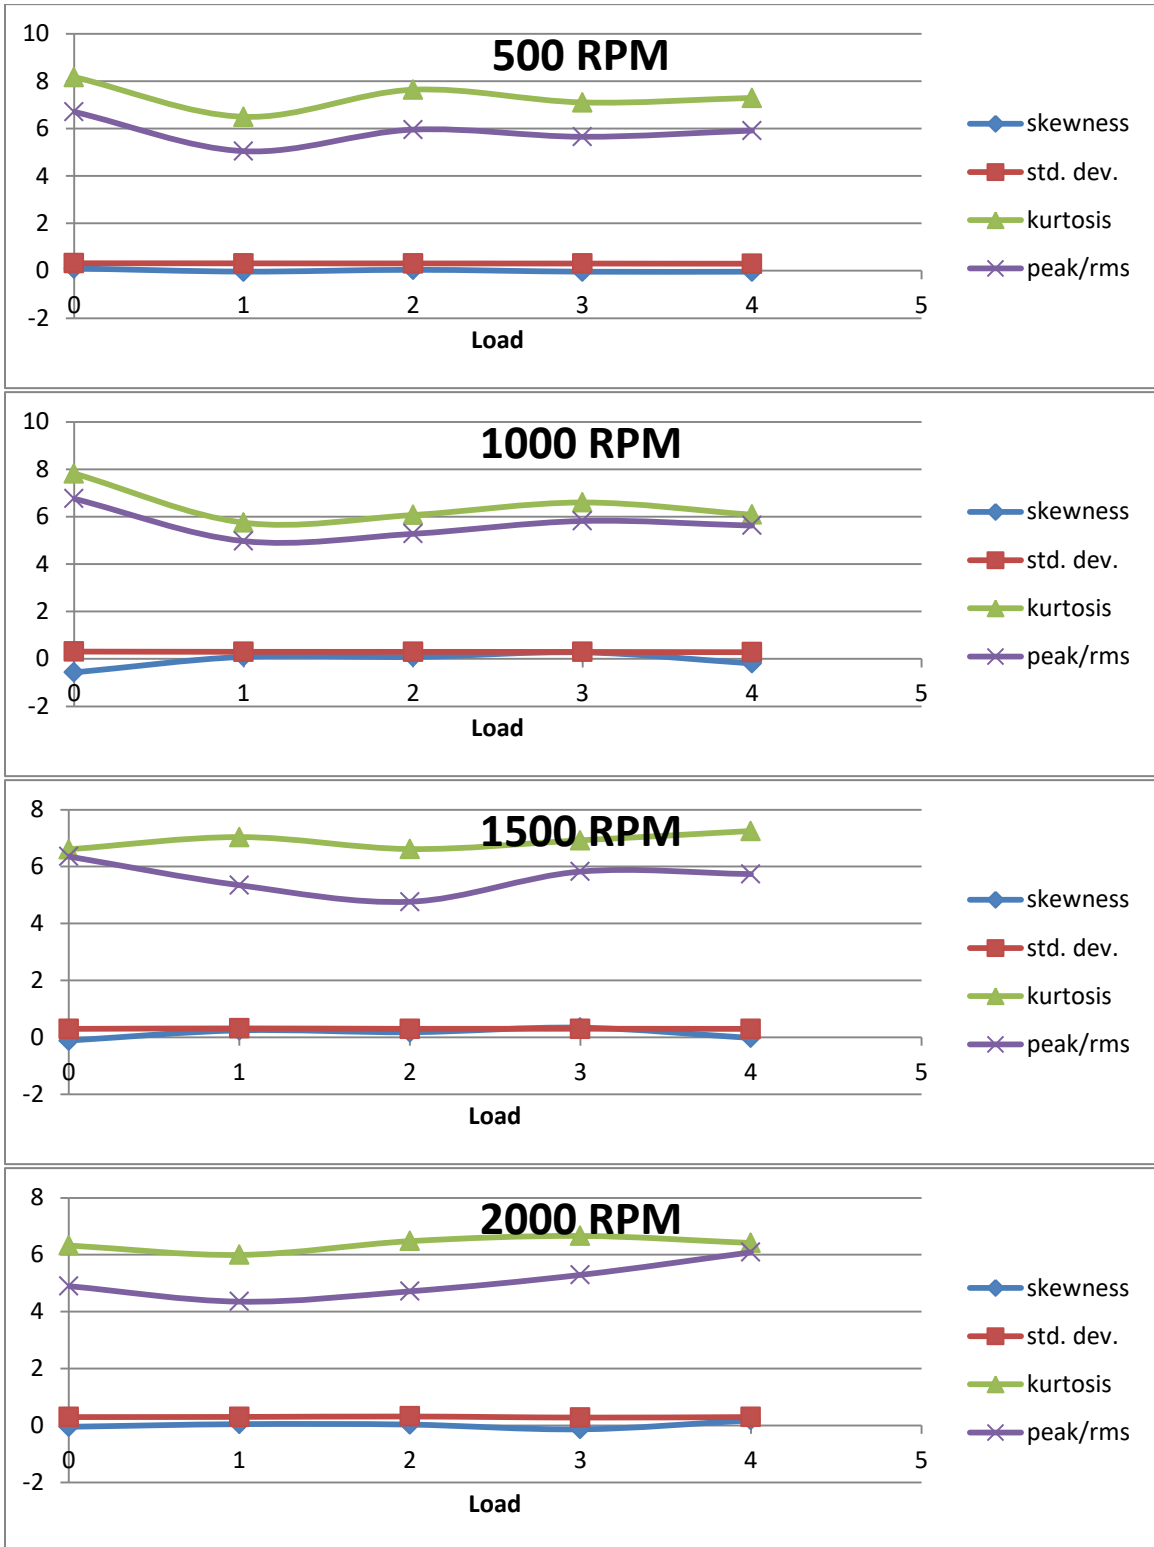 500 RPM
10
8
6
4
2
0
-2
0 1 2 3 4 5
Load
skewness
std. dev.
kurtosis
peak/rms
1000 RPM
10
8
6
4
2
0
-2
0 1 2 3 4 5
Load
skewness
std. dev.
kurtosis
peak/rms
1500 RPM
8
6
4
2
0
-2
0 1 2 3 4 5
Load
skewness
std. dev.
kurtosis
peak/rms
2000 RPM
8
6
4
2
0
-2
0 1 2 3 4 5
Load
skewness
std. dev.
kurtosis
peak/rms